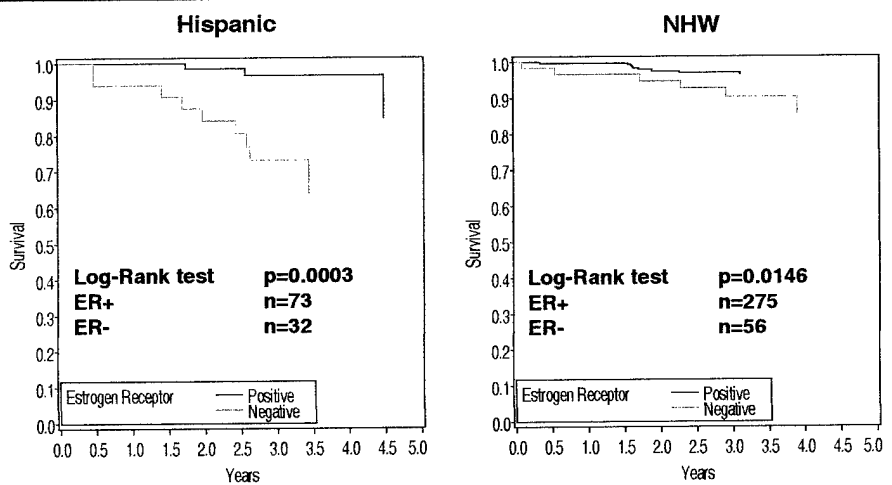 Hispanic
Survival
1.0
0.9
0.8
0.7
0.6
0.5
0.4
0.3
0.2
0.1
0.0
Log-Rank test p=0.0003
ER+ n=73
ER- n=32
Estrogen Receptor Positive
Negative
0.0 0.5 1.0 1.5 2.0 2.5 3.0 3.5 4.0 4.5 5.0
Years
NHW
Survival
1.0
0.9
0.8
0.7
0.6
0.5
0.4
0.3
0.2
0.1
0.0
Log-Rank test p=0.0146
ER+ n=275
ER- n=56
Estrogen Receptor Positive
Negative
0.0 0.5 1.0 1.5 2.0 2.5 3.0 3.5 4.0 4.5 5.0
Years